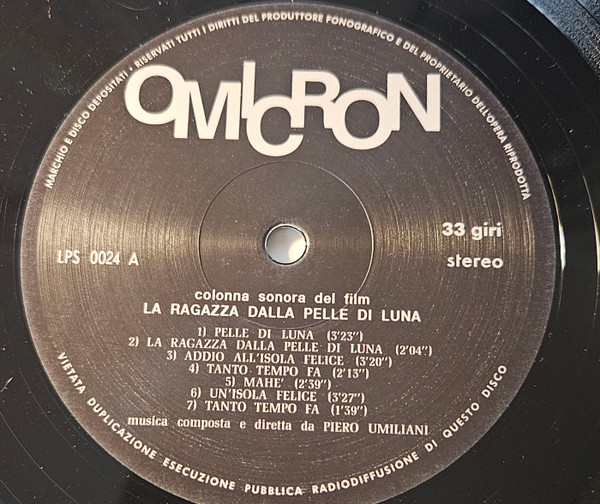 MARCHIO E DISCO DEPOSITATI • RISERVATI TUTTI I DIRITTI DEL PRODUTTORE FONOGRAFICO E DEL PROPRIETARIO DELL'OPERA RIPRODOTTA
OMICRON
33 giri
LPS 0024 A
stereo
colonna sonora del film
LA RAGAZZA DALLA PELLE DI LUNA
1) PELLE DI LUNA (3'23")
2) LA RAGAZZA DALLA PELLE DI LUNA (2'04")
3) ADDIO ALL'ISOLA FELICE (3'20")
4) TANTO TEMPO FA (2'13")
5) MAHE' (2'39")
6) UN'ISOLA FELICE (3'27")
7) TANTO TEMPO FA (1'39")
musica composta e diretta da PIERO UMILIANI
VIETATA DUPLICAZIONE ESECUZIONE PUBBLICA RADIODIFFUSIONE DI QUESTO DISCO